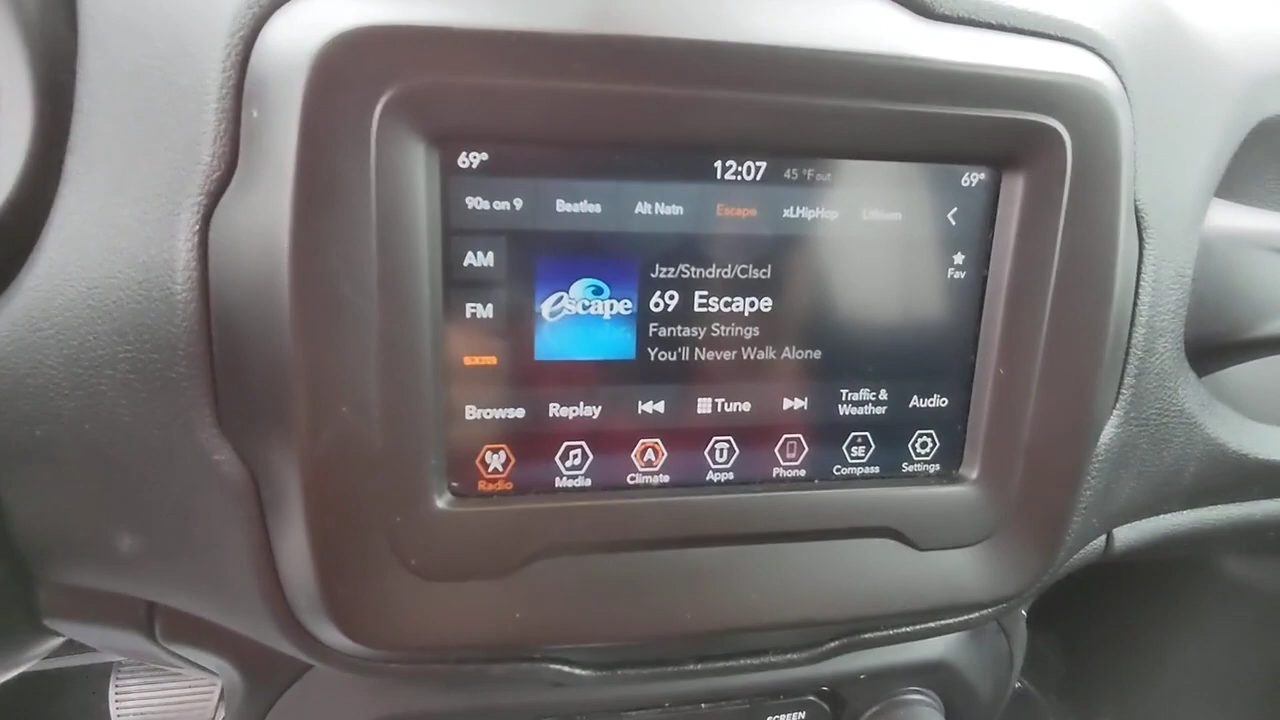 69° 12:07 45 °F out 69°
90s on 9 Beatles Alt Natn Escape xLHipHop Lithium
AM
FM
SXM
escape
Jzz/Stndrd/Clscl
69 Escape
Fantasy Strings
You'll Never Walk Alone
Fav
Browse Replay Tune Traffic & Weather Audio
Radio Media A Climate U Apps Phone SE Compass Settings
SCREEN